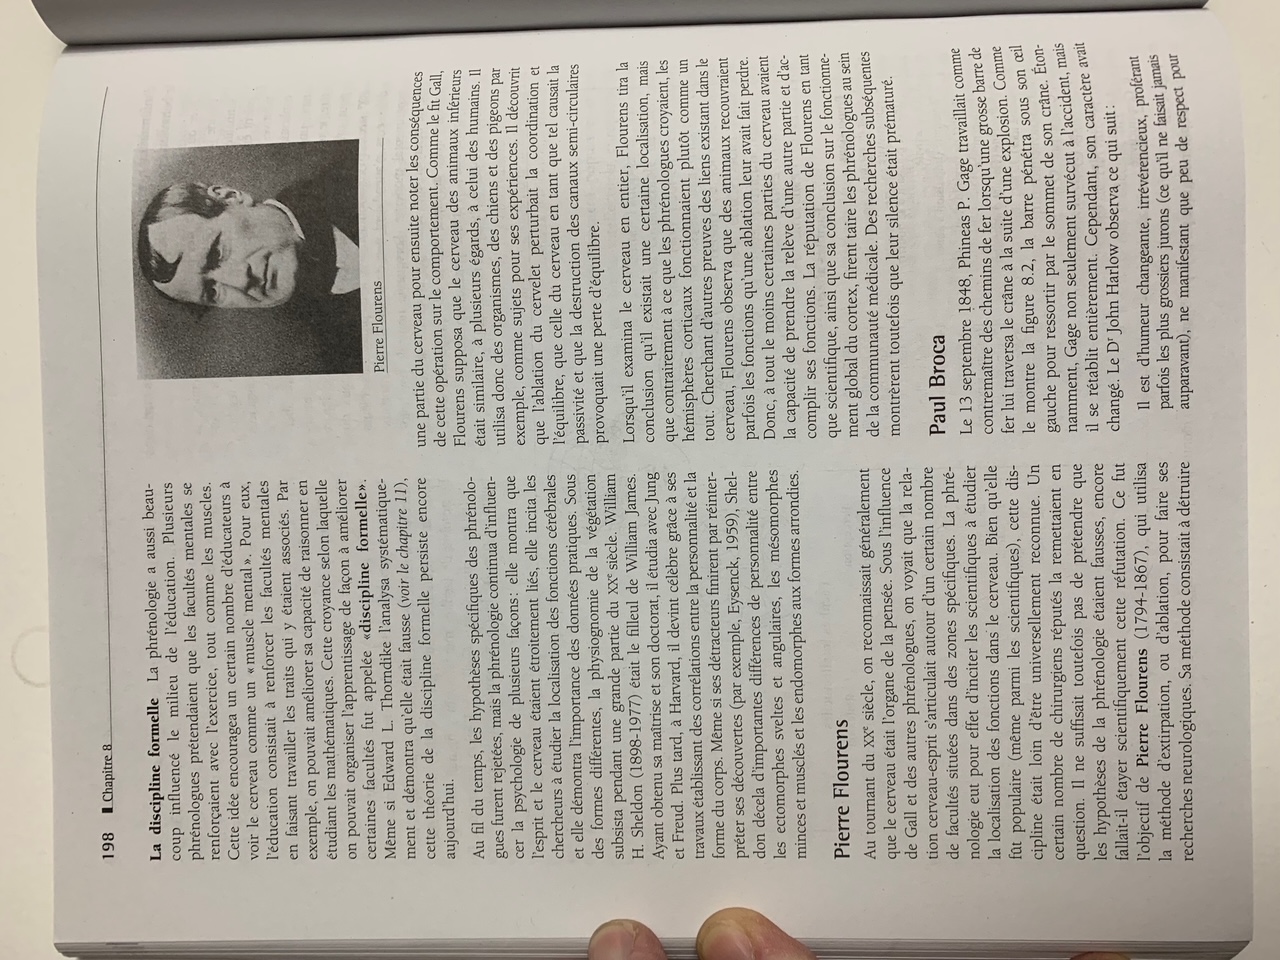 198 Chapitre 8
La discipline formelle La phrénologie a aussi beau-
coup influencé le milieu de l'éducation. Plusieurs
phrénologues prétendaient que les facultés mentales se
renforçaient avec l'exercice, tout comme les muscles.
Cette idée encouragea un certain nombre d'éducateurs à
voir le cerveau comme un « muscle mental ». Pour eux,
l'éducation consistait à renforcer les facultés mentales
en faisant travailler les traits qui y étaient associés. Par
exemple, on pouvait améliorer sa capacité de raisonner en
étudiant les mathématiques. Cette croyance selon laquelle
on pouvait organiser l'apprentissage de façon à améliorer
certaines facultés fut appelée «discipline formelle».
Même si Edward L. Thorndike l'analysa systématique-
ment et démontra qu'elle était fausse (voir le chapitre 11),
cette théorie de la discipline formelle persiste encore
aujourd'hui.
Au fil du temps, les hypothèses spécifiques des phrénolo-
gues furent rejetées, mais la phrénologie continua d'influen-
cer la psychologie de plusieurs façons : elle montra que
l'esprit et le cerveau étaient étroitement liés, elle incita les
chercheurs à étudier la localisation des fonctions cérébrales
et elle démontra l'importance des données pratiques. Sous
des formes différentes, la physiognomie de la végétation
subsista pendant une grande partie du XXe siècle. William
H. Sheldon (1898-1977) était le filleul de William James.
Ayant obtenu sa maîtrise et son doctorat, il étudia avec Jung
et Freud. Plus tard, à Harvard, il devint célèbre grâce à ses
travaux établissant des corrélations entre la personnalité et la
forme du corps. Même si ses détracteurs finirent par réinter-
préter ses découvertes (par exemple, Eysenck, 1959), Shel-
don décela d'importantes différences de personnalité entre
les ectomorphes sveltes et angulaires, les mésomorphes
minces et musclés et les endomorphes aux formes arrondies.
Pierre Flourens
Au tournant du XXe siècle, on reconnaissait généralement
que le cerveau était l'organe de la pensée. Sous l'influence
de Gall et des autres phrénologues, on voyait que la rela-
tion cerveau-esprit s'articulait autour d'un certain nombre
de facultés situées dans des zones spécifiques. La phré-
nologie eut pour effet d'inciter les scientifiques à étudier
la localisation des fonctions dans le cerveau. Bien qu'elle
fût populaire (même parmi les scientifiques), cette dis-
cipline était loin d'être universellement reconnue. Un
certain nombre de chirurgiens réputés la remettaient en
question. Il ne suffisait toutefois pas de prétendre que
les hypothèses de la phrénologie étaient fausses, encore
fallait-il étayer scientifiquement cette réfutation. Ce fut
l'objectif de Pierre Flourens (1794-1867), qui utilisa
la méthode d'extirpation, ou d'ablation, pour faire ses
recherches neurologiques. Sa méthode consistait à détruire
Pierre Flourens
une partie du cerveau pour ensuite noter les conséquences
de cette opération sur le comportement. Comme le fit Gall,
Flourens supposa que le cerveau des animaux inférieurs
était similaire, à plusieurs égards, à celui des humains. Il
utilisa donc des organismes, des chiens et des pigeons par
exemple, comme sujets pour ses expériences. Il découvrit
que l'ablation du cervelet perturbait la coordination et
l'équilibre, que celle du cerveau en tant que tel causait la
passivité et que la destruction des canaux semi-circulaires
provoquait une perte d'équilibre.
Lorsqu'il examina le cerveau en entier, Flourens tira la
conclusion qu'il existait une certaine localisation, mais
que contrairement à ce que les phrénologues croyaient, les
hémisphères corticaux fonctionnaient plutôt comme un
tout. Cherchant d'autres preuves des liens existant dans le
cerveau, Flourens observa que des animaux recouvraient
parfois les fonctions qu'une ablation leur avait fait perdre.
Donc, à tout le moins certaines parties du cerveau avaient
la capacité de prendre la relève d'une autre partie et d'ac-
complir ses fonctions. La réputation de Flourens en tant
que scientifique, ainsi que sa conclusion sur le fonctionne-
ment global du cortex, firent taire les phrénologues au sein
de la communauté médicale. Des recherches subséquentes
montrèrent toutefois que leur silence était prématuré.
Paul Broca
Le 13 septembre 1848, Phineas P. Gage travaillait comme
contremaître des chemins de fer lorsqu'une grosse barre de
fer lui traversa le crâne à la suite d'une explosion. Comme
le montre la figure 8.2, la barre pénétra sous son œil
gauche pour ressortir par le sommet de son crâne. Éton-
namment, Gage non seulement survécut à l'accident, mais
il se rétablit entièrement. Cependant, son caractère avait
changé. Le Dr John Harlow observa ce qui suit :
Il est d'humeur changeante, irrévérencieux, proférant
parfois les plus grossiers jurons (ce qu'il ne faisait jamais
auparavant), ne manifestant que peu de respect pour